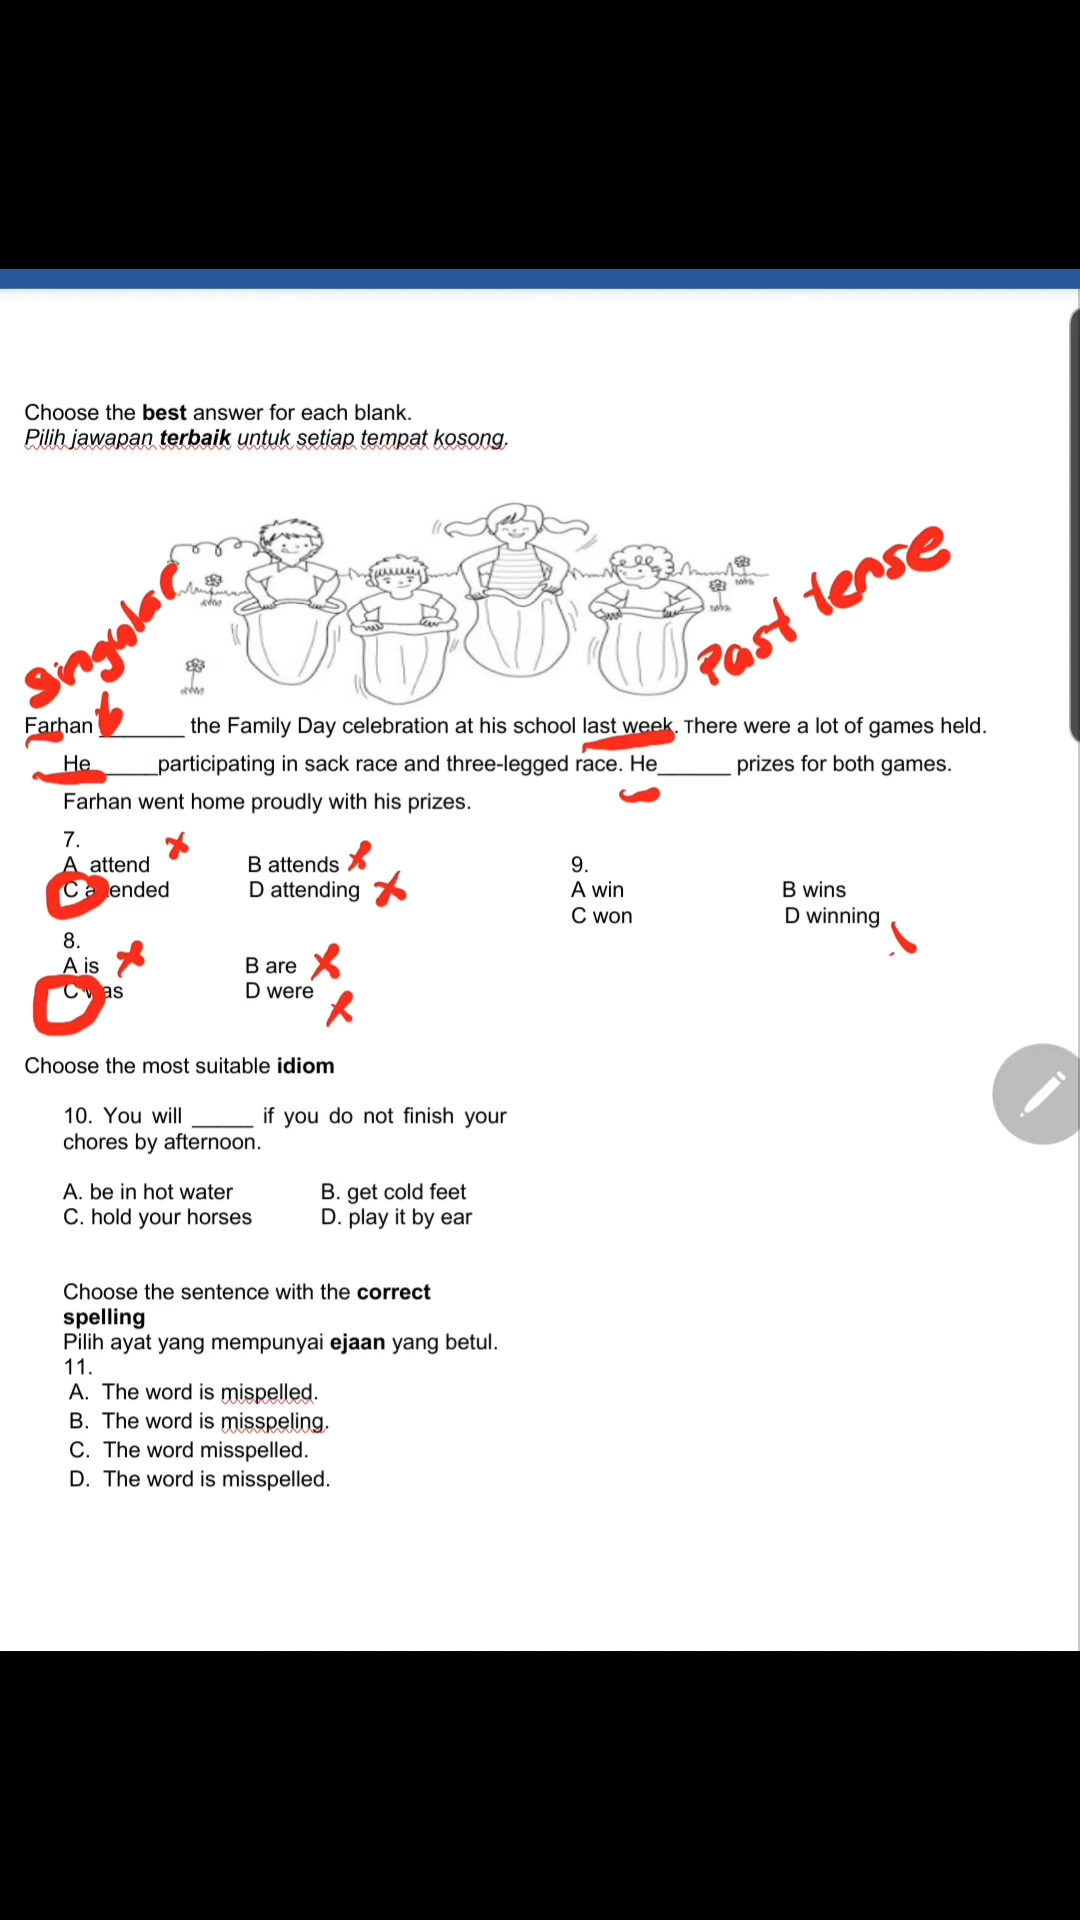 Choose the best answer for each blank.
Pilih jawapan terbaik untuk setiap tempat kosong.
singular
Past tense
Farhan ________ the Family Day celebration at his school last week. There were a lot of games held.
He ______participating in sack race and three-legged race. He______ prizes for both games.
Farhan went home proudly with his prizes.
7.
A attend B attends
C attended D attending
8.
A is B are
C was D were
9.
A win B wins
C won D winning
Choose the most suitable idiom
10. You will _____ if you do not finish your
chores by afternoon.
A. be in hot water B. get cold feet
C. hold your horses D. play it by ear
Choose the sentence with the correct
spelling
Pilih ayat yang mempunyai ejaan yang betul.
11.
A. The word is mispelled.
B. The word is misspeling.
C. The word misspelled.
D. The word is misspelled.